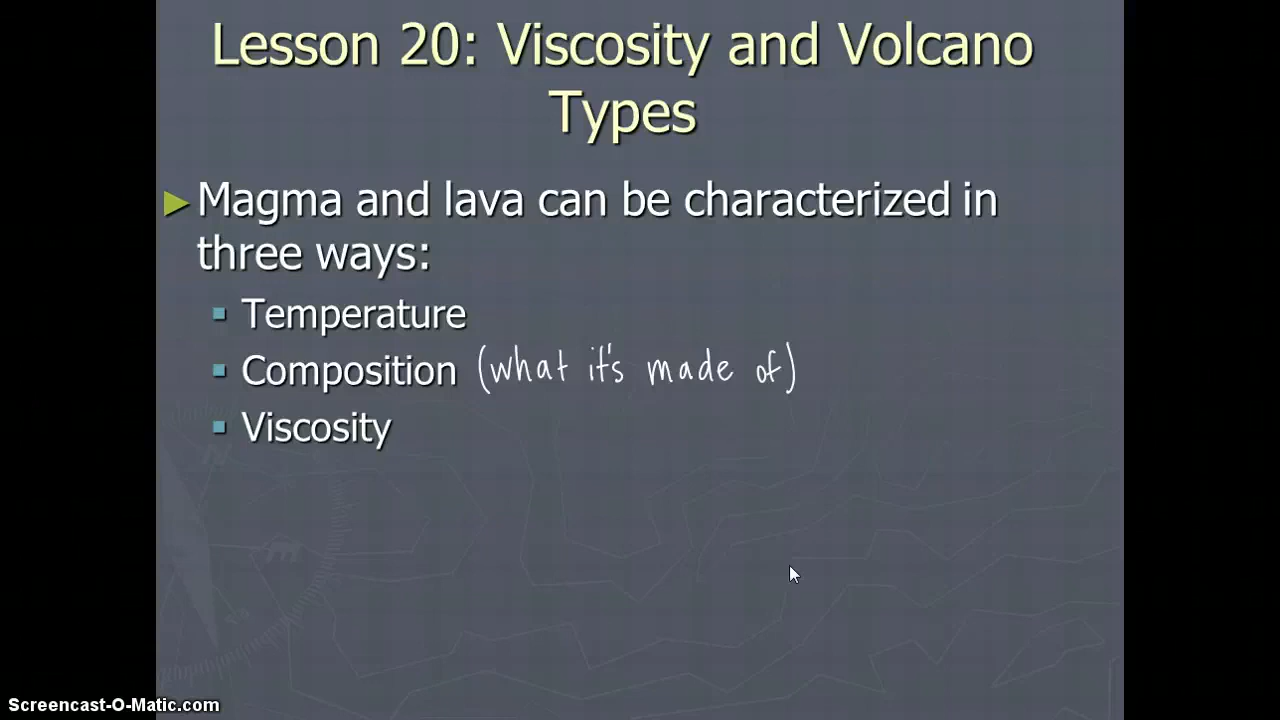 Lesson 20: Viscosity and Volcano
Types
Magma and lava can be characterized in
three ways:
Temperature
Composition (what it's made of)
Viscosity
Screencast-O-Matic.com